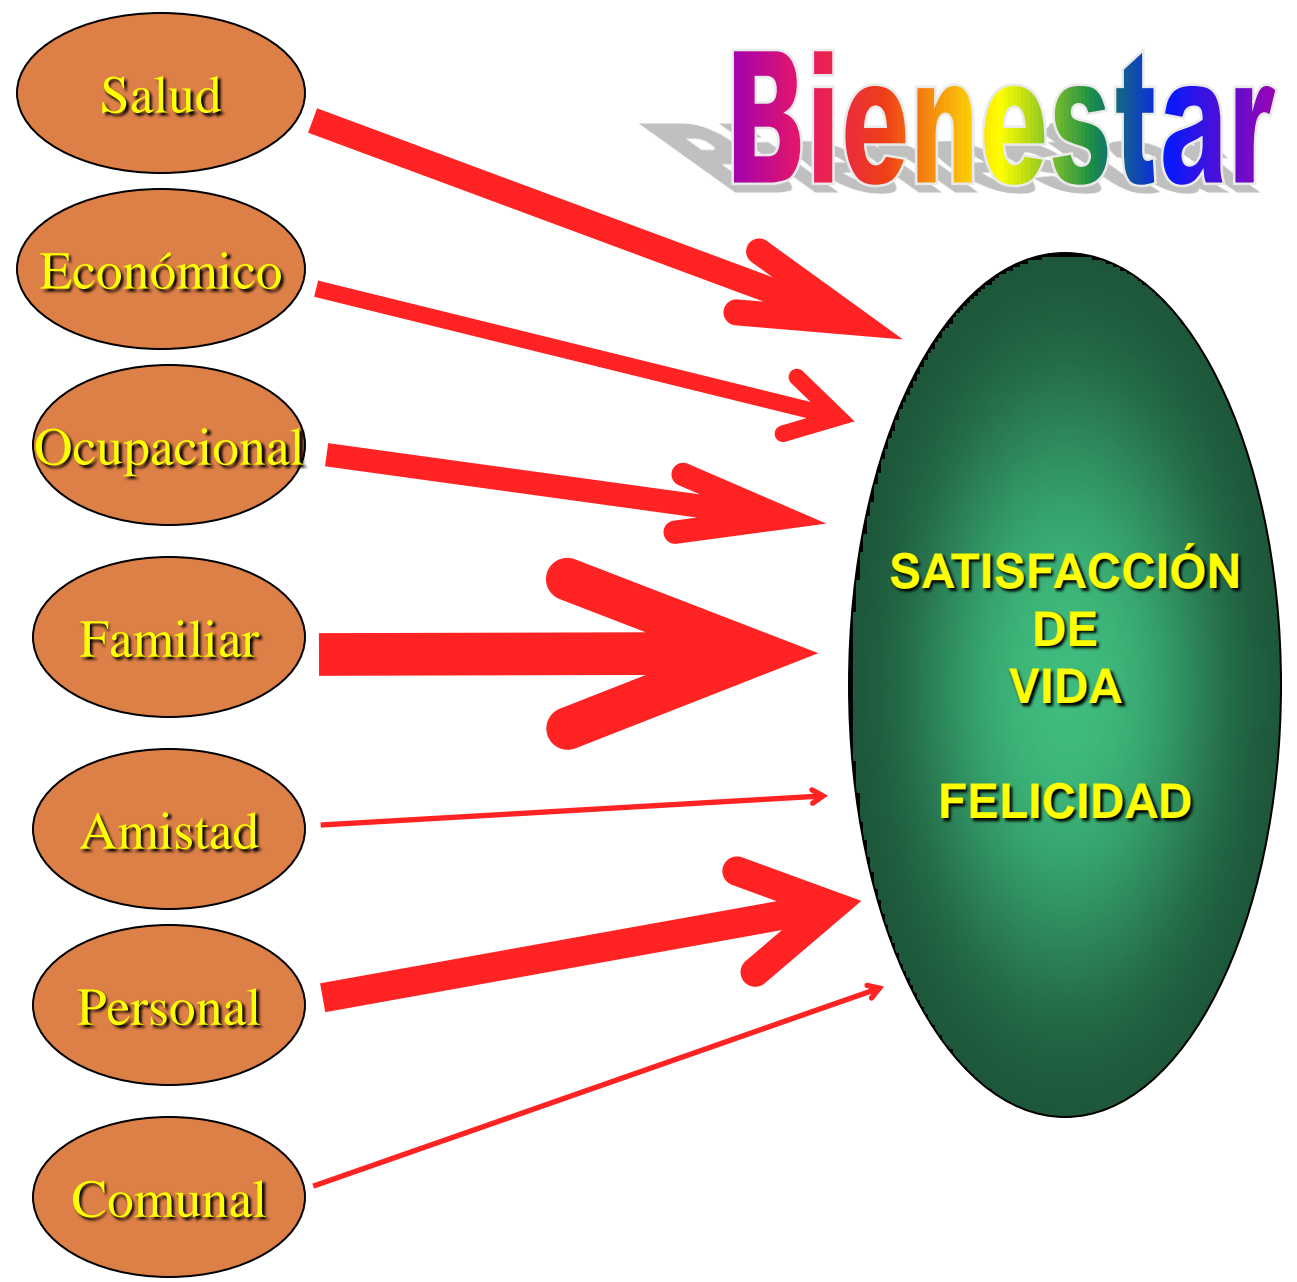 Bienestar
Salud
Económico
Ocupacional
Familiar
Amistad
Personal
Comunal
SATISFACCIÓN
DE
VIDA
FELICIDAD